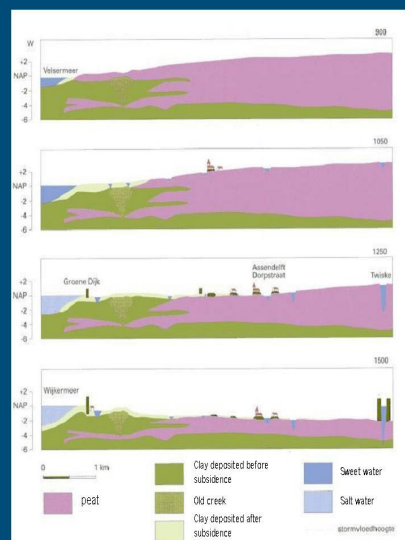 900
W
+2
NAP
-2
-4
-6
Velsermeer
1050
+2
NAP
-2
-4
-6
1250
Groene Dijk
Assendelft
Dorpstraat
Twiske
+2
NAP
-2
-4
-6
1500
Wijkermeer
+2
NAP
-2
-4
-6
0 1 km
Clay deposited before
subsidence
Sweet water
peat
Old creek
Salt water
Clay deposited after
subsidence
stormvloedhoogte